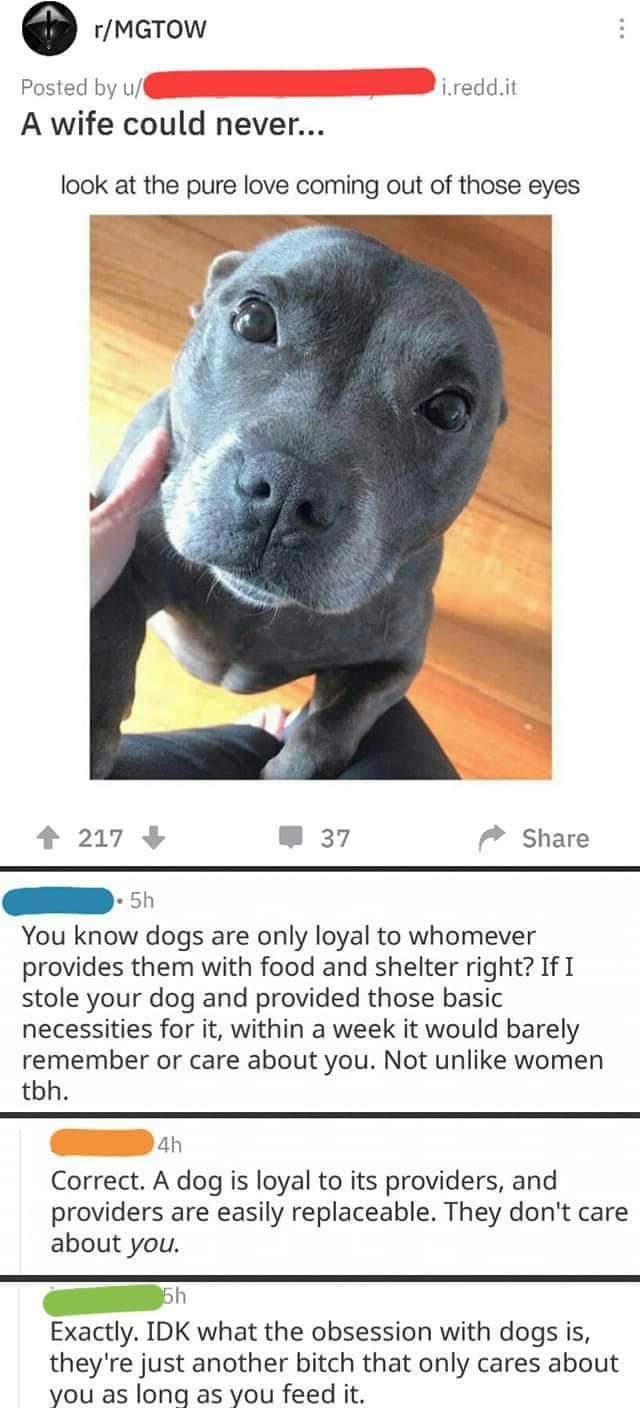 r/MGTOW
Posted by u/ i.redd.it
A wife could never...
look at the pure love coming out of those eyes
217 37 Share
• 5h
You know dogs are only loyal to whomever
provides them with food and shelter right? If I
stole your dog and provided those basic
necessities for it, within a week it would barely
remember or care about you. Not unlike women
tbh.
4h
Correct. A dog is loyal to its providers, and
providers are easily replaceable. They don't care
about you.
5h
Exactly. IDK what the obsession with dogs is,
they're just another bitch that only cares about
you as long as you feed it.